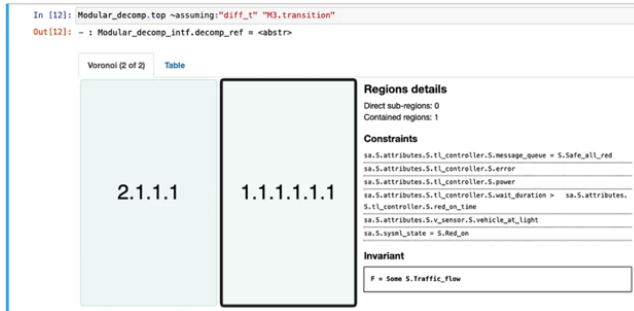 In [12]: Modular_decomp.top ~assuming:"diff_t" "M3.transition"
Out[12]: - : Modular_decomp_intf.decomp_ref = <abstr>
Voronoi (2 of 2) Table
2.1.1.1
1.1.1.1.1.1
Regions details
Direct sub-regions: 0
Contained regions: 1
Constraints
sa.S.attributes.S.tl_controller.S.message_queue = S.Safe_all_red
sa.S.attributes.S.tl_controller.S.error
sa.S.attributes.S.tl_controller.S.power
sa.S.attributes.S.tl_controller.S.wait_duration > sa.S.attributes.
S.tl_controller.S.red_on_time
sa.S.attributes.S.v_sensor.S.vehicle_at_light
sa.S.sysml_state = S.Red_on
Invariant
F = Some S.Traffic_flow